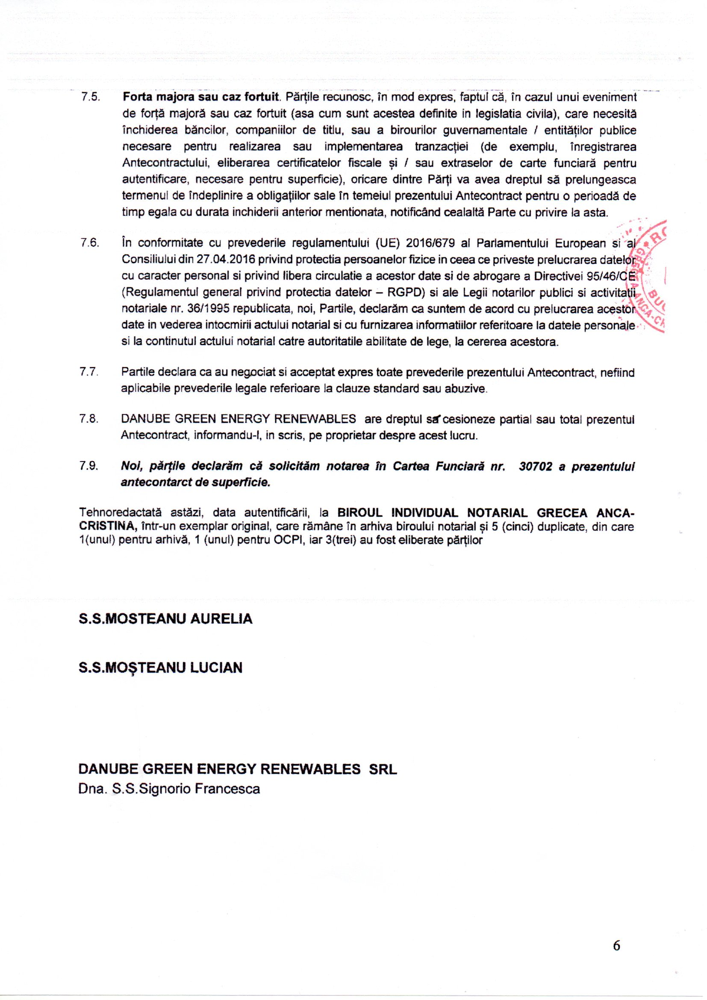 7.5. Forta majora sau caz fortuit. Părțile recunosc, în mod expres, faptul că, în cazul unui eveniment
de forță majoră sau caz fortuit (asa cum sunt acestea definite in legislatia civila), care necesită
închiderea băncilor, companiilor de titlu, sau a birourilor guvernamentale / entităților publice
necesare pentru realizarea sau implementarea tranzacției (de exemplu, înregistrarea
Antecontractului, eliberarea certificatelor fiscale și / sau extraselor de carte funciară pentru
autentificare, necesare pentru superficie), oricare dintre Părți va avea dreptul să prelungeasca
termenul de îndeplinire a obligațiilor sale în temeiul prezentului Antecontract pentru o perioadă de
timp egala cu durata inchiderii anterior mentionata, notificând cealaltă Parte cu privire la asta.
7.6. În conformitate cu prevederile regulamentului (UE) 2016/679 al Parlamentului European si al
Consiliului din 27.04.2016 privind protectia persoanelor fizice in ceea ce priveste prelucrarea datelor
cu caracter personal si privind libera circulatie a acestor date si de abrogare a Directivei 95/46/CE
(Regulamentul general privind protectia datelor – RGPD) si ale Legii notarilor publici si activitatii
notariale nr. 36/1995 republicata, noi, Partile, declarăm ca suntem de acord cu prelucrarea acestor
date in vederea intocmirii actului notarial si cu furnizarea informatiilor referitoare la datele personale
si la continutul actului notarial catre autoritatile abilitate de lege, la cererea acestora.
7.7. Partile declara ca au negociat si acceptat expres toate prevederile prezentului Antecontract, nefiind
aplicabile prevederile legale referioare la clauze standard sau abuzive.
7.8. DANUBE GREEN ENERGY RENEWABLES are dreptul sa cesioneze partial sau total prezentul
Antecontract, informandu-l, in scris, pe proprietar despre acest lucru.
7.9. Noi, părțile declarăm că solicităm notarea în Cartea Funciară nr. 30702 a prezentului
antecontarct de superficie.
Tehnoredactată astăzi, data autentificării, la BIROUL INDIVIDUAL NOTARIAL GRECEA ANCA-
CRISTINA, într-un exemplar original, care rămâne în arhiva biroului notarial și 5 (cinci) duplicate, din care
1(unul) pentru arhivă, 1 (unul) pentru OCPI, iar 3(trei) au fost eliberate părților
S.S.MOSTEANU AURELIA
S.S.MOȘTEANU LUCIAN
DANUBE GREEN ENERGY RENEWABLES SRL
Dna. S.S.Signorio Francesca
6